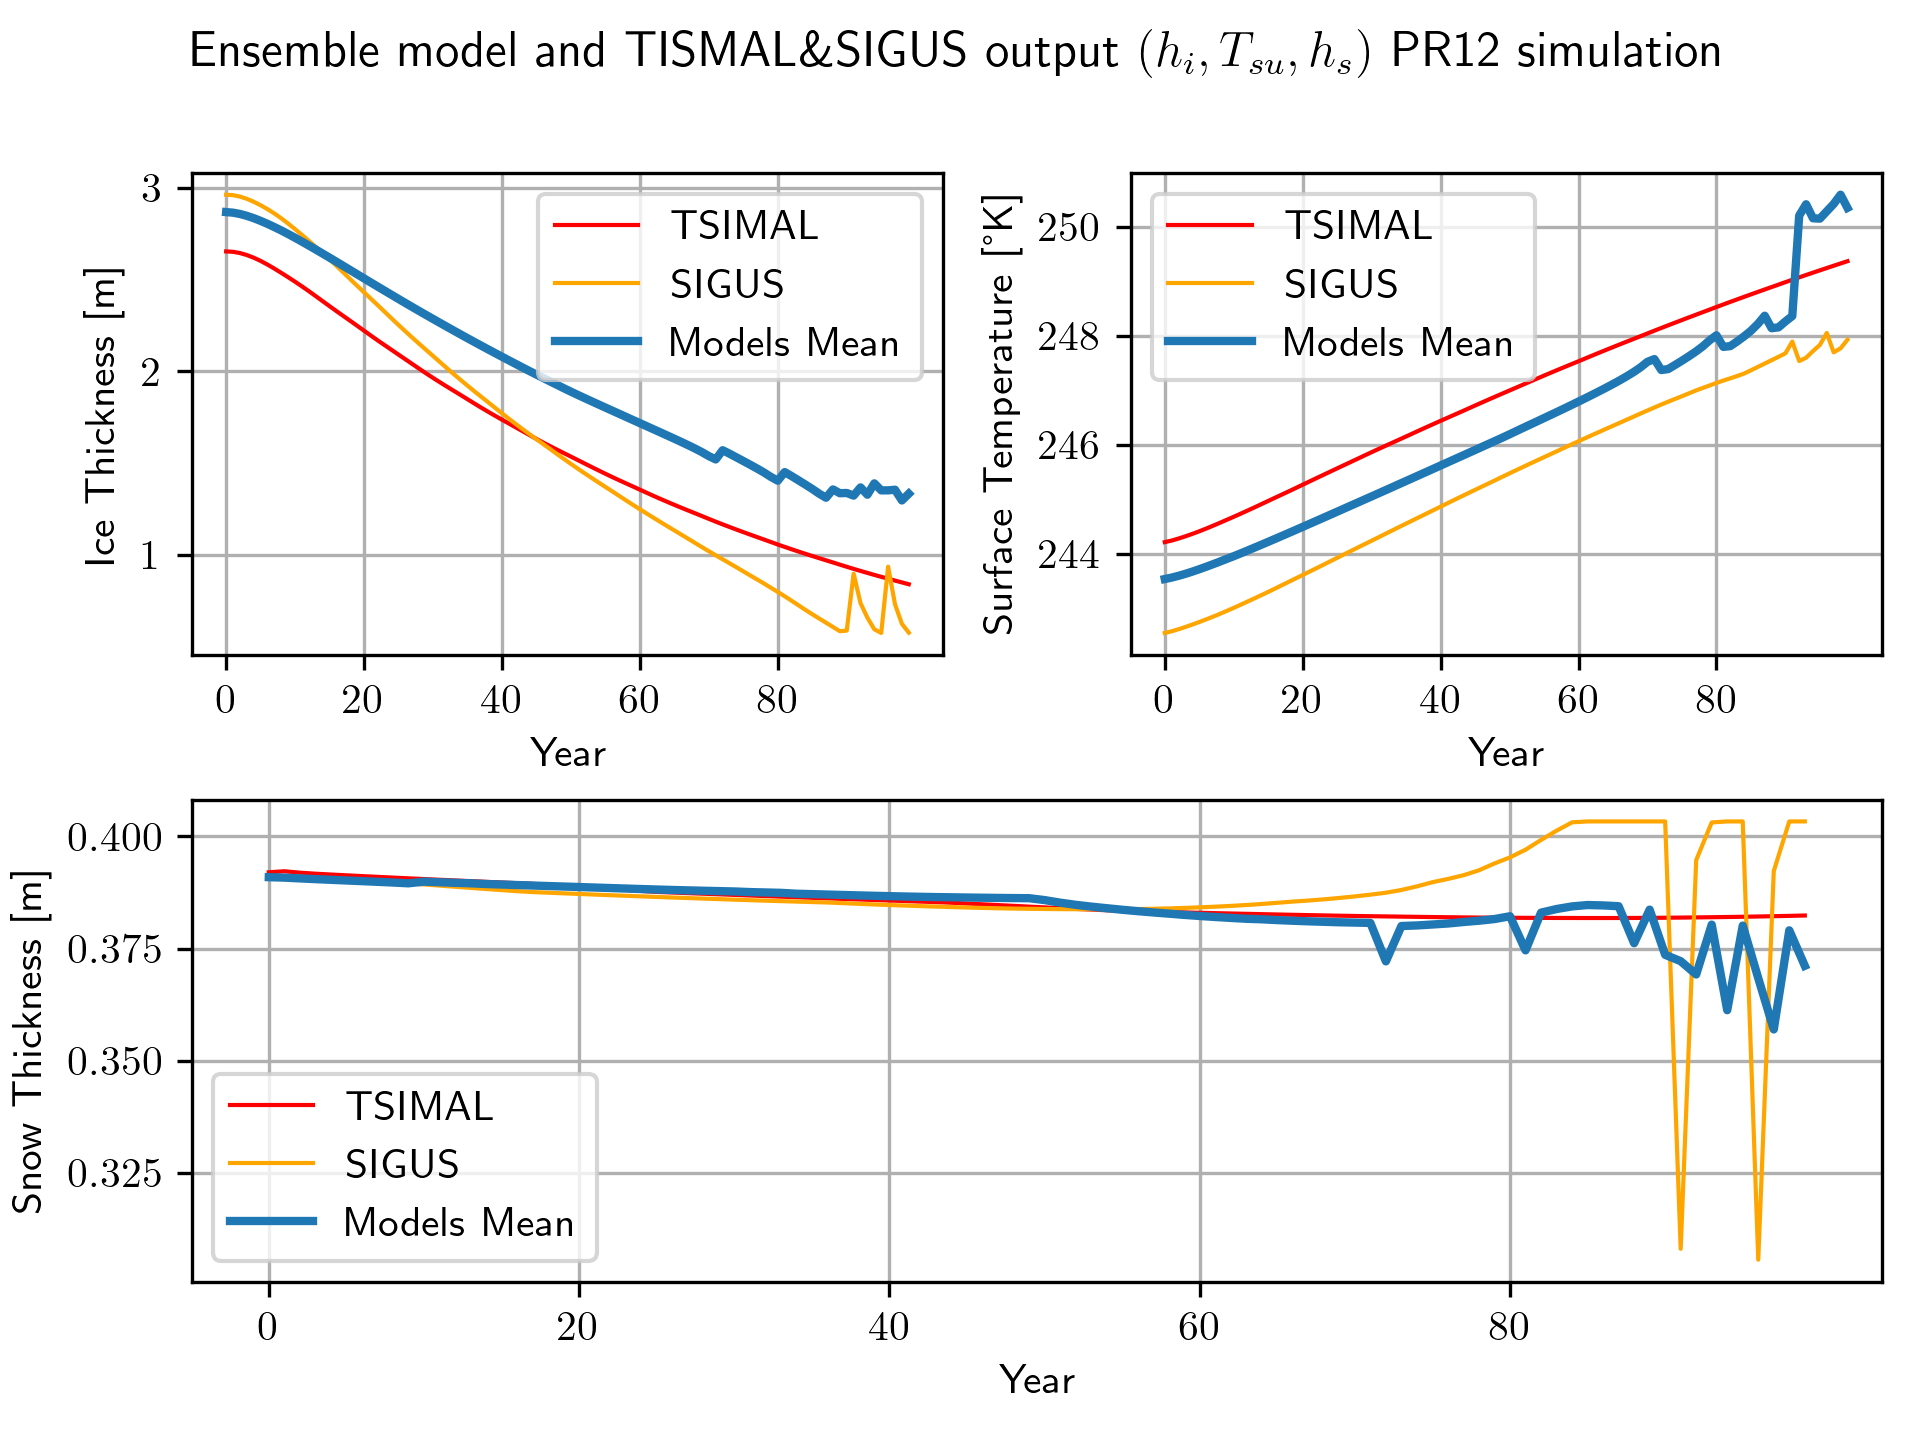 Ensemble model and TISMAL&SIGUS output (h_i, T_su, h_s) PR12 simulation
3
2
1
Ice Thickness [m]
TSIMAL
SIGUS
Models Mean
0 20 40 60 80
Year
250
248
246
244
Surface Temperature [°K]
TSIMAL
SIGUS
Models Mean
0 20 40 60 80
Year
0.400
0.375
0.350
0.325
Snow Thickness [m]
TSIMAL
SIGUS
Models Mean
0 20 40 60 80
Year